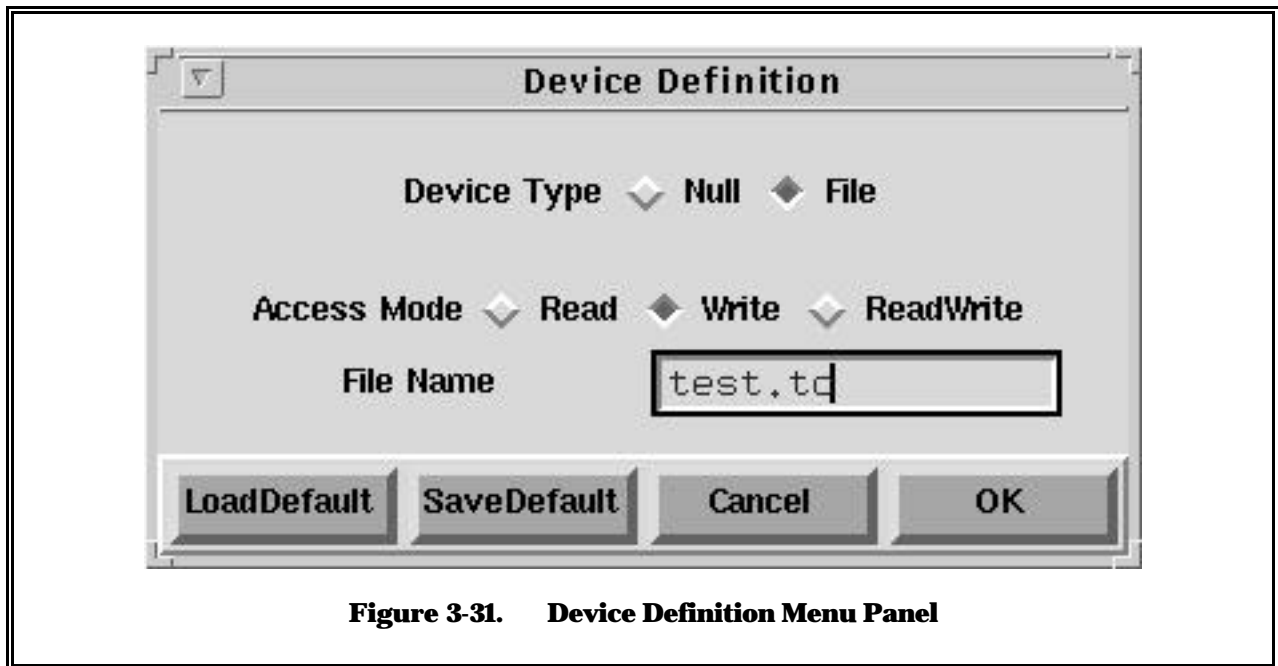 Device Definition
Device Type Null File
Access Mode Read Write ReadWrite
File Name test.td
LoadDefault SaveDefault Cancel OK
Figure 3-31. Device Definition Menu Panel